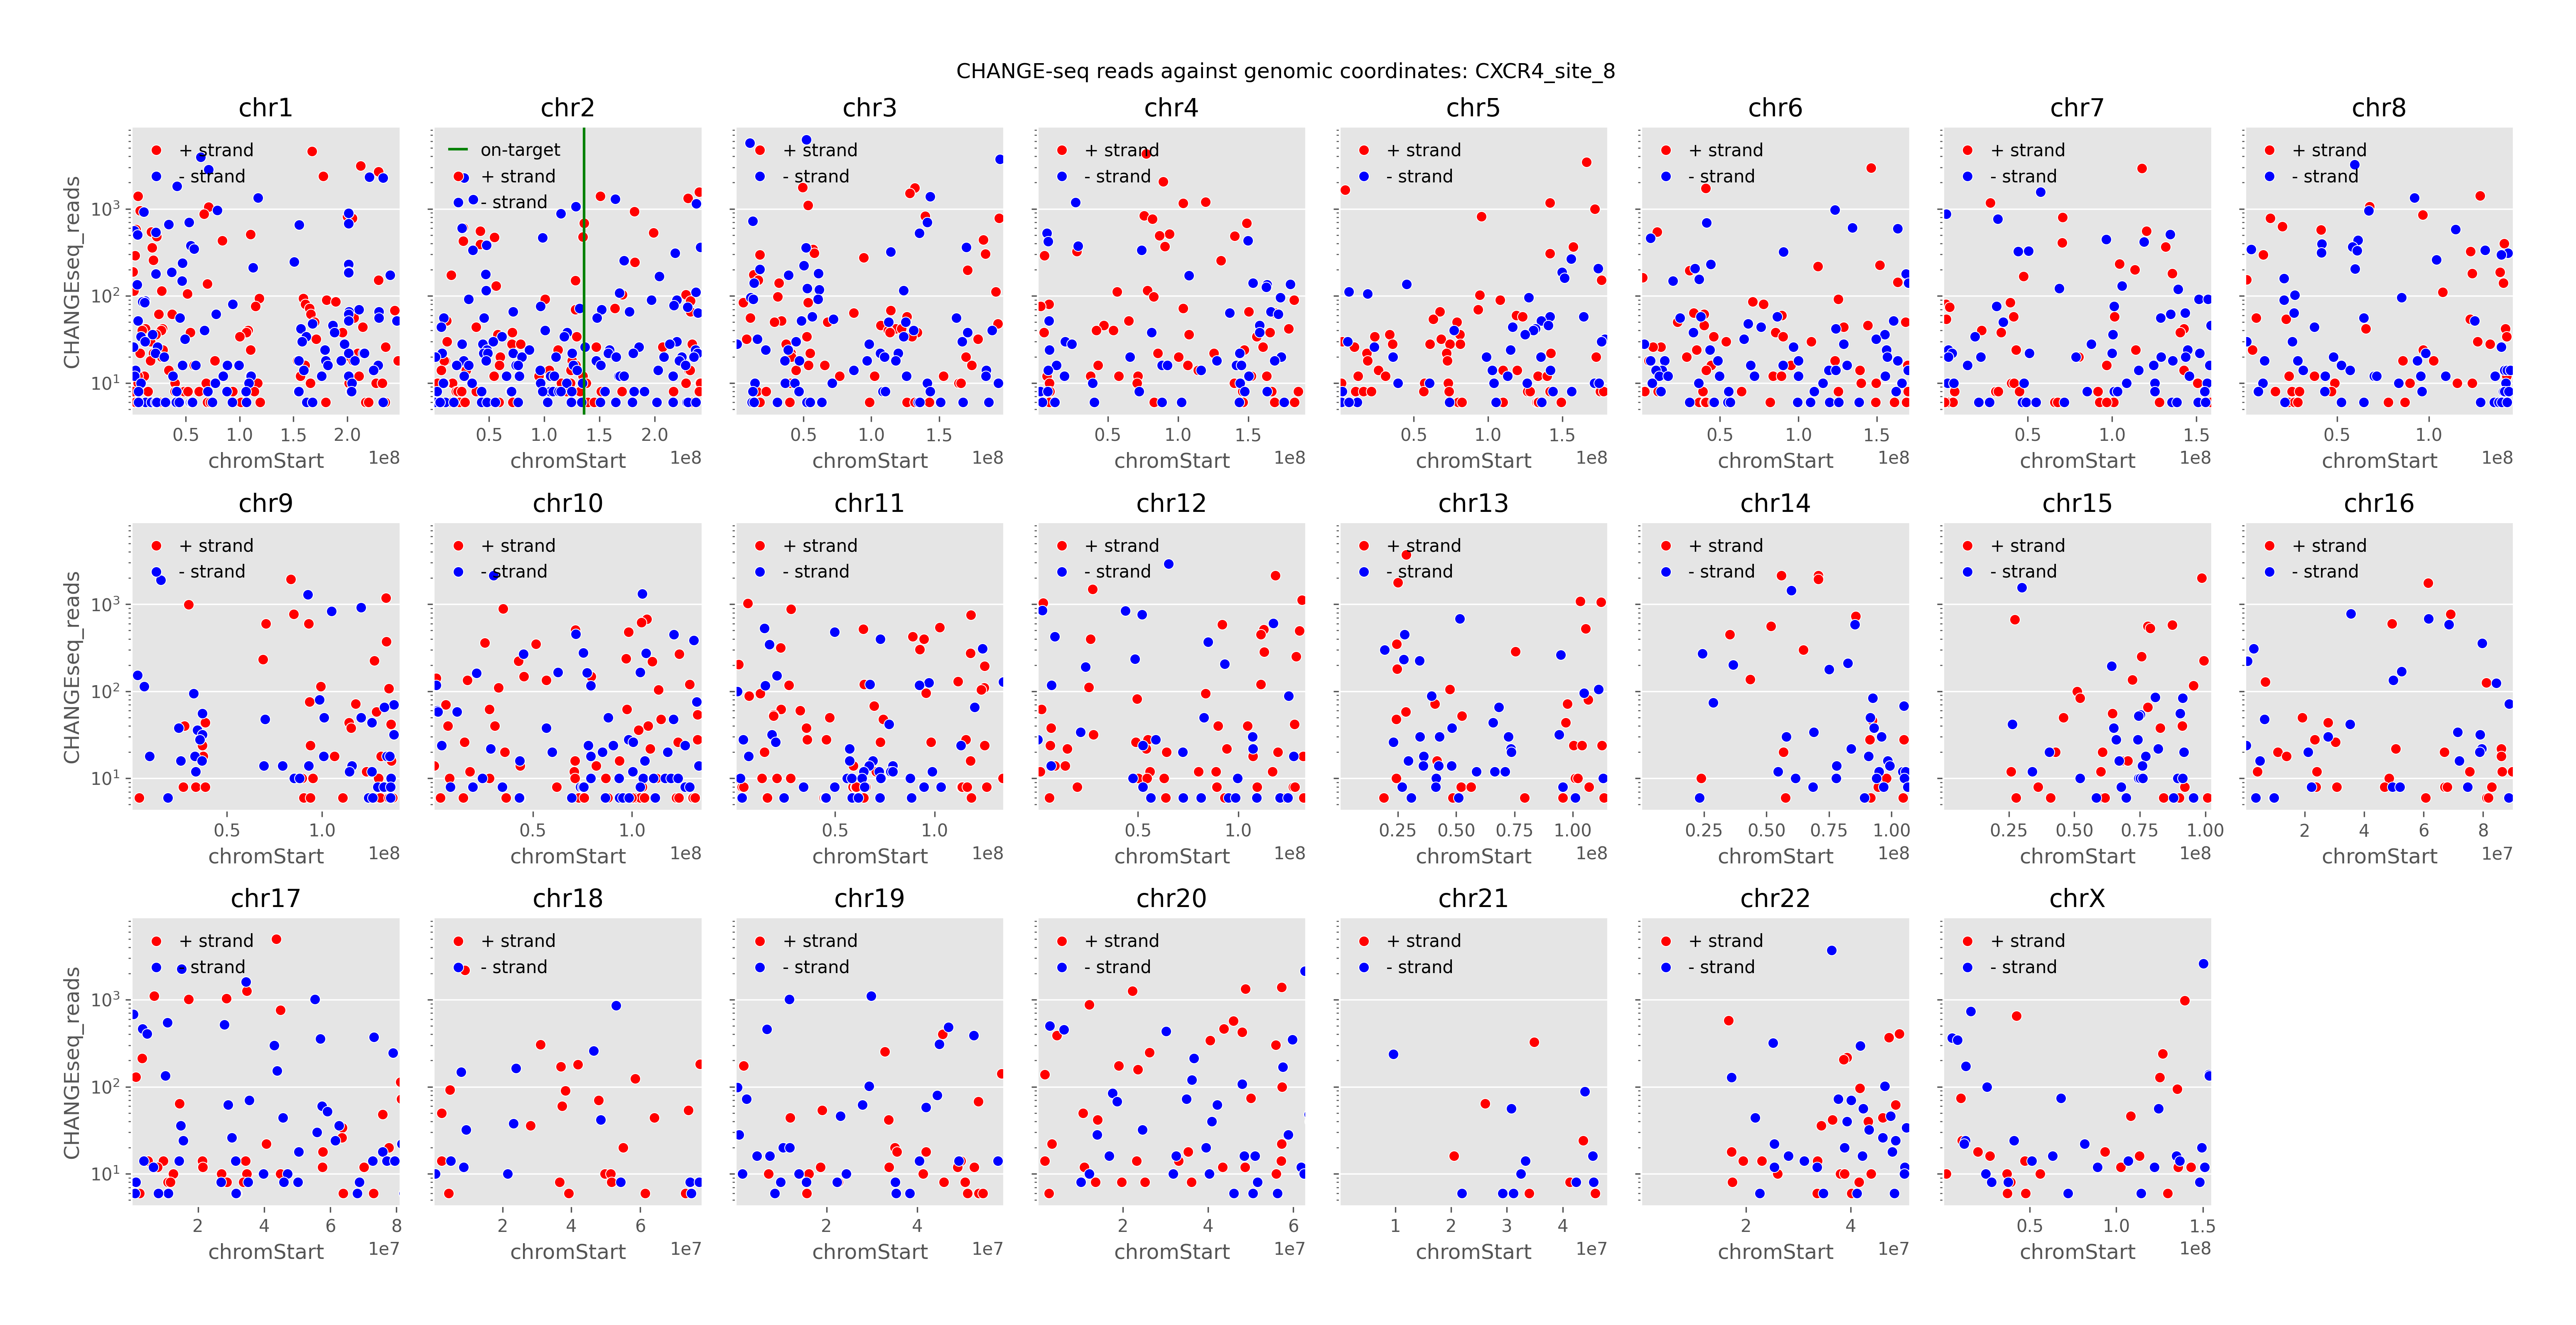 CHANGE-seq reads against genomic coordinates: CXCR4_site_8
chr1 chr2 chr3 chr4 chr5 chr6 chr7 chr8
+ strand on-target + strand + strand + strand + strand + strand + strand
- strand + strand - strand - strand - strand - strand - strand - strand
- strand
CHANGEseq_reads
10³
10²
10¹
0.5 1.0 1.5 2.0 0.5 1.0 1.5 2.0 0.5 1.0 1.5 0.5 1.0 1.5 0.5 1.0 1.5 0.5 1.0 1.5 0.5 1.0 1.5 0.5 1.0
chromStart 1e8 chromStart 1e8 chromStart 1e8 chromStart 1e8 chromStart 1e8 chromStart 1e8 chromStart 1e8 chromStart 1e8
chr9 chr10 chr11 chr12 chr13 chr14 chr15 chr16
+ strand + strand + strand + strand + strand + strand + strand + strand
- strand - strand - strand - strand - strand - strand - strand - strand
CHANGEseq_reads
10³
10²
10¹
0.5 1.0 0.5 1.0 0.5 1.0 0.5 1.0 0.25 0.50 0.75 1.00 0.25 0.50 0.75 1.00 0.25 0.50 0.75 1.00 2 4 6 8
chromStart 1e8 chromStart 1e8 chromStart 1e8 chromStart 1e8 chromStart 1e8 chromStart 1e8 chromStart 1e8 chromStart 1e7
chr17 chr18 chr19 chr20 chr21 chr22 chrX
+ strand + strand + strand + strand + strand + strand + strand
- strand - strand - strand - strand - strand - strand - strand
CHANGEseq_reads
10³
10²
10¹
2 4 6 8 2 4 6 2 4 2 4 6 1 2 3 4 2 4 0.5 1.0 1.5
chromStart 1e7 chromStart 1e7 chromStart 1e7 chromStart 1e7 chromStart 1e7 chromStart 1e7 chromStart 1e8